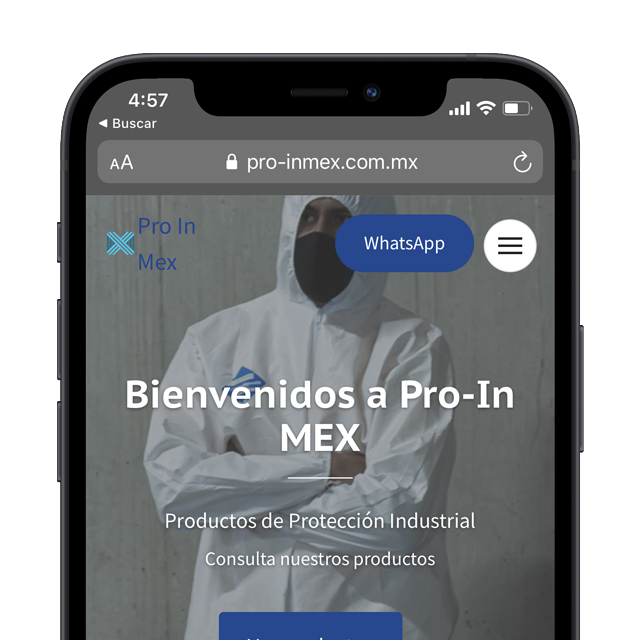 4:57
◀ Buscar
AA
pro-inmex.com.mx
Pro In
Mex
WhatsApp
Bienvenidos a Pro-In
MEX
Productos de Protección Industrial
Consulta nuestros productos